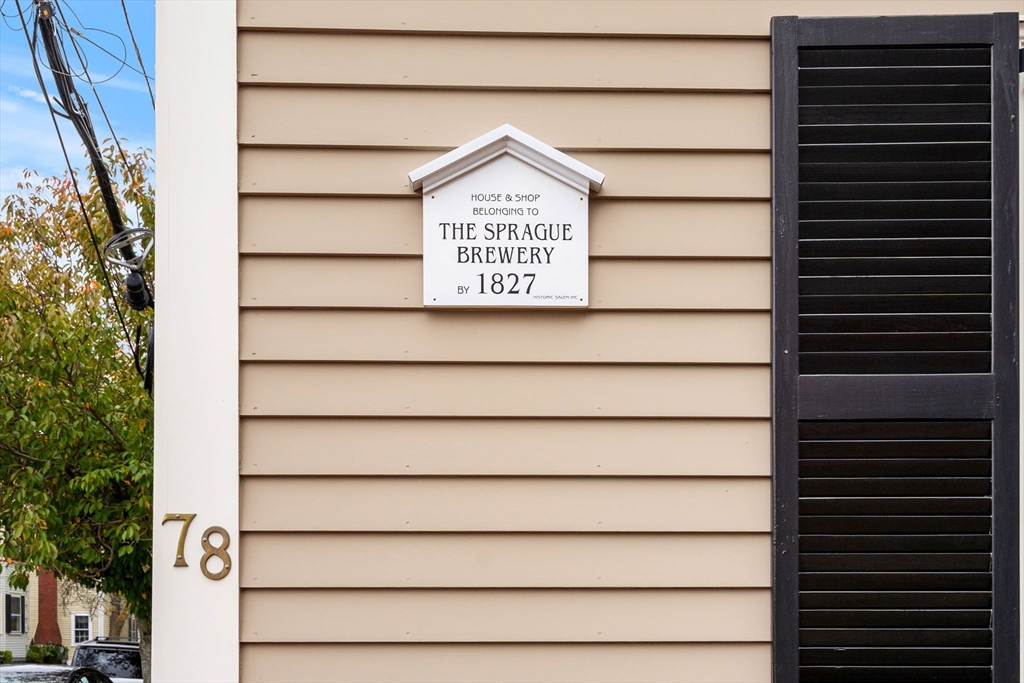 HOUSE & SHOP
BELONGING TO
THE SPRAGUE
BREWERY
BY 1827
HISTORIC SALEM INC.
78